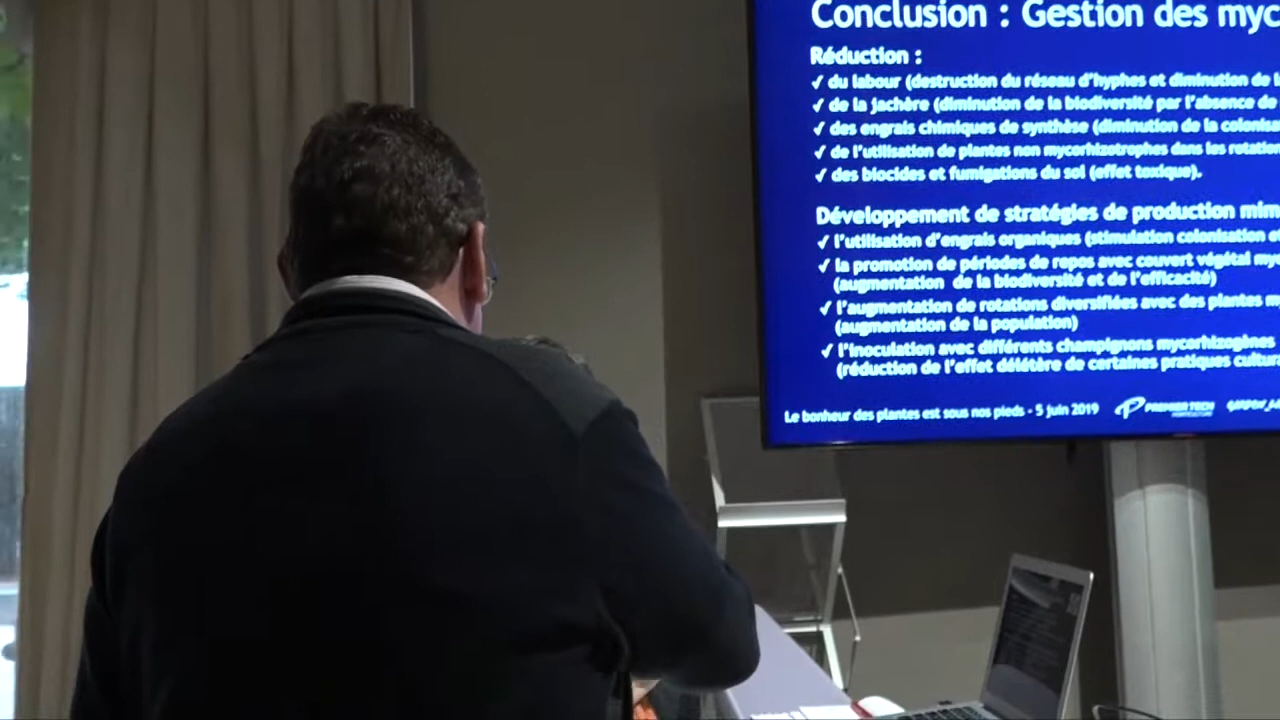 Conclusion : Gestion des myc
Réduction :
✓ du labour (destruction du réseau d'hyphes et diminution de l
✓ de la jachère (diminution de la biodiversité par l'absence de
✓ des engrais chimiques de synthèse (diminution de la colonisa
✓ de l'utilisation de plantes non mycorhizotrophes dans les rotation
✓ des biocides et fumigations du sol (effet toxique).
Développement de stratégies de production mim
✓ l'utilisation d'engrais organiques (stimulation colonisation et
✓ la promotion de périodes de repos avec couvert végétal myc
(augmentation de la biodiversité et de l'efficacité)
✓ l'augmentation de rotations diversifiées avec des plantes m
(augmentation de la population)
✓ l'inoculation avec différents champignons mycorhizogènes
(réduction de l'effet délétère de certaines pratiques cultur
Le bonheur des plantes est sous nos pieds - 5 juin 2019
PREMIER TECH